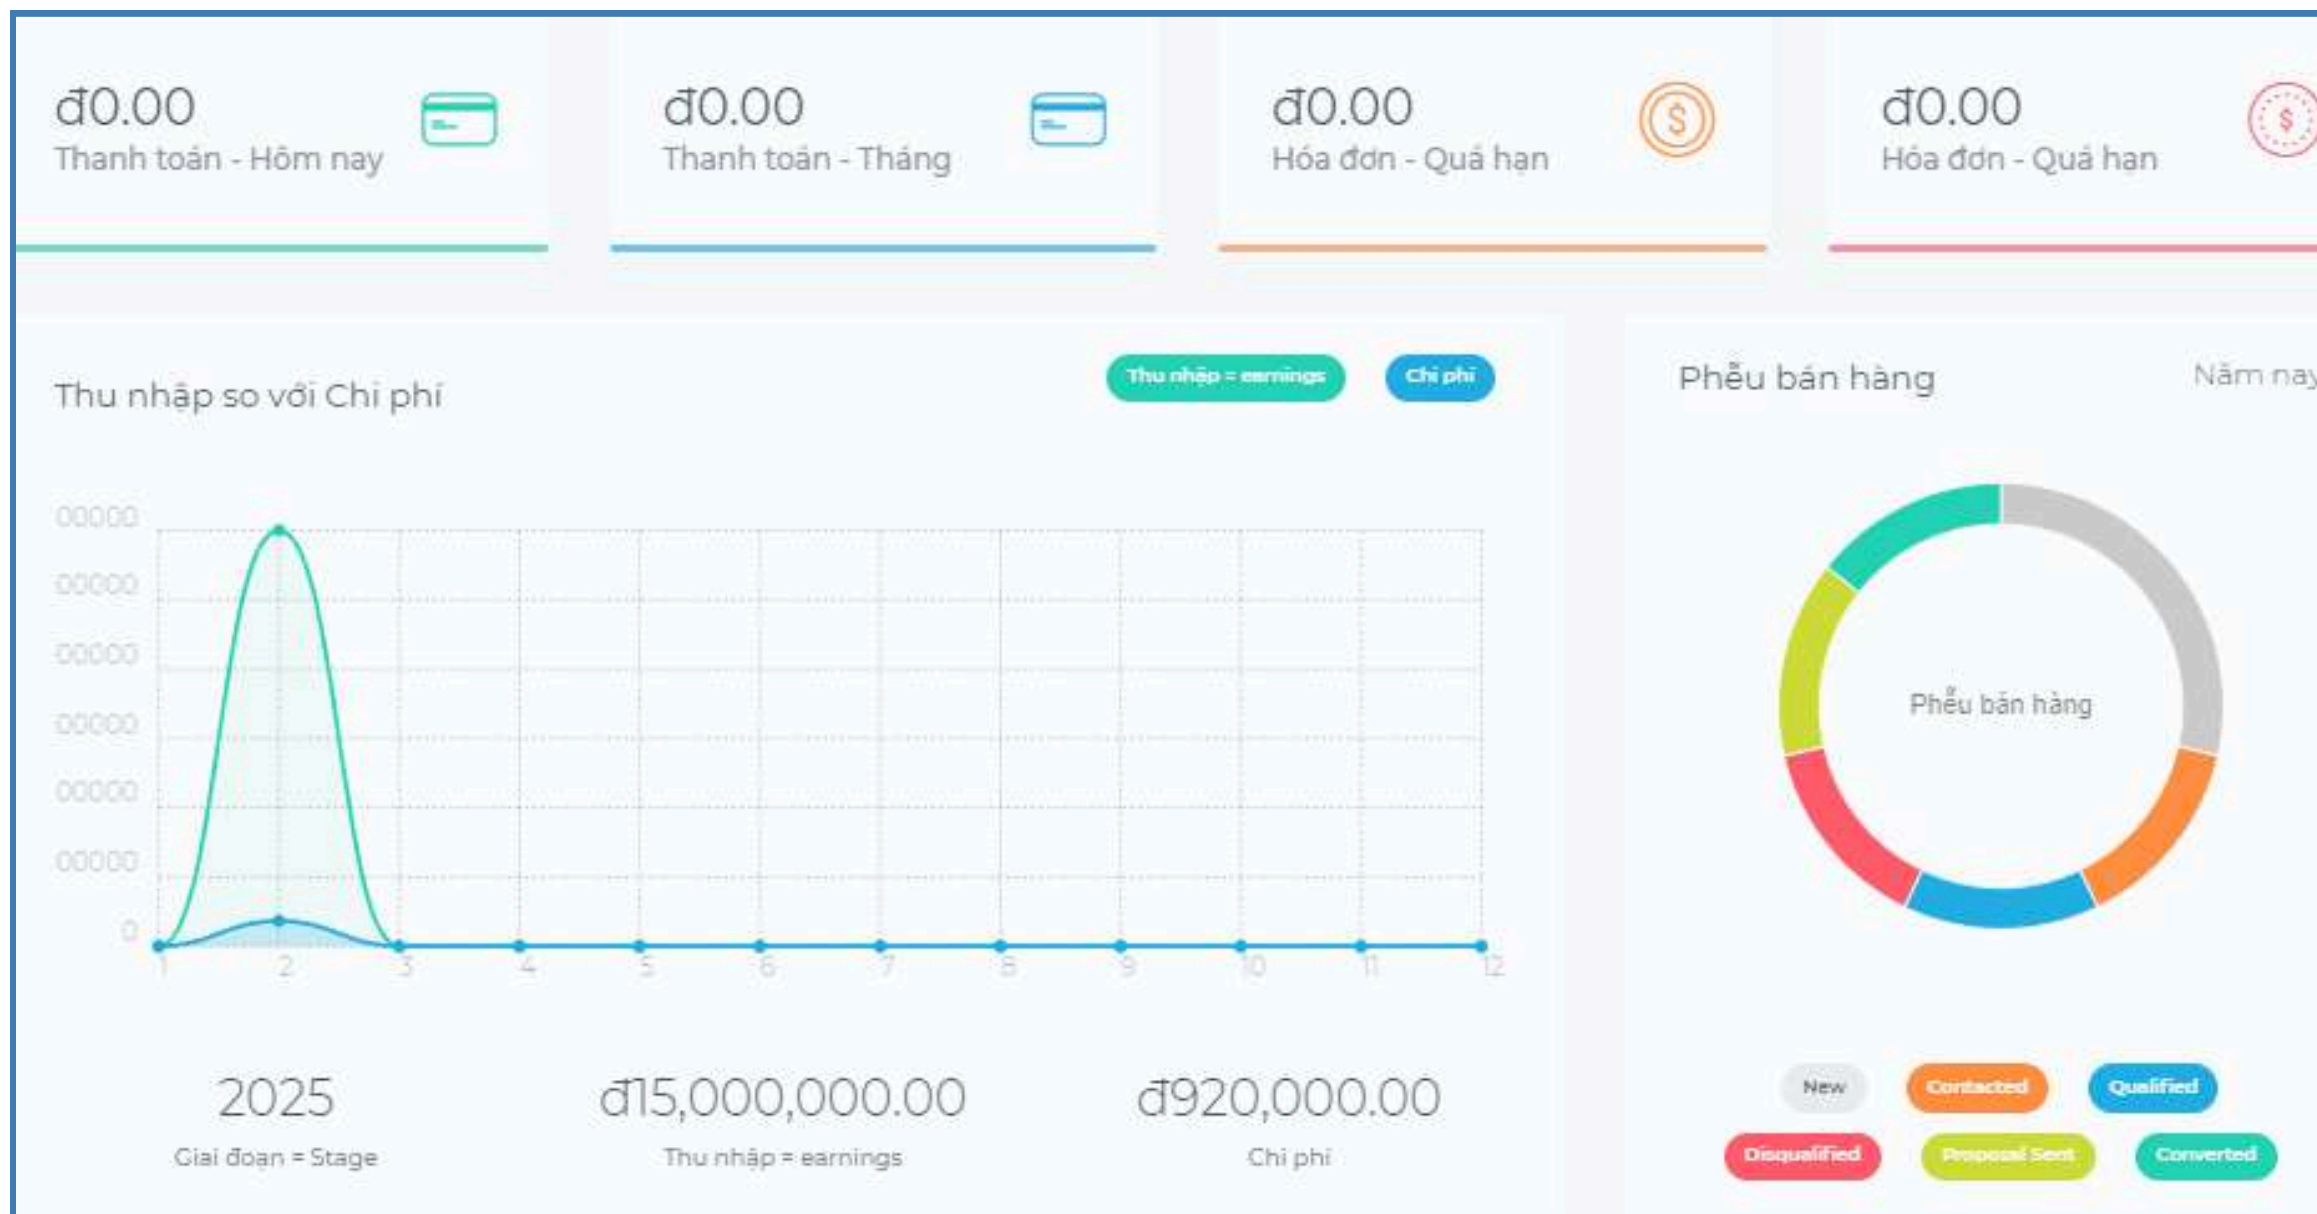 đ0.00
Thanh toán - Hôm nay
đ0.00
Thanh toán - Tháng
đ0.00
Hóa đơn - Quá hạn
đ0.00
Hóa đơn - Quá hạn
Thu nhập so với Chi phí
Thu nhập = earnings
Chi phí
00000
00000
00000
00000
00000
00000
0
1 2 3 4 5 6 7 8 9 10 11 12
2025
Giai đoạn = Stage
đ15,000,000.00
Thu nhập = earnings
đ920,000.00
Chi phí
Phễu bán hàng
Năm nay
Phễu bán hàng
New
Contacted
Qualified
Disqualified
Proposal Sent
Converted